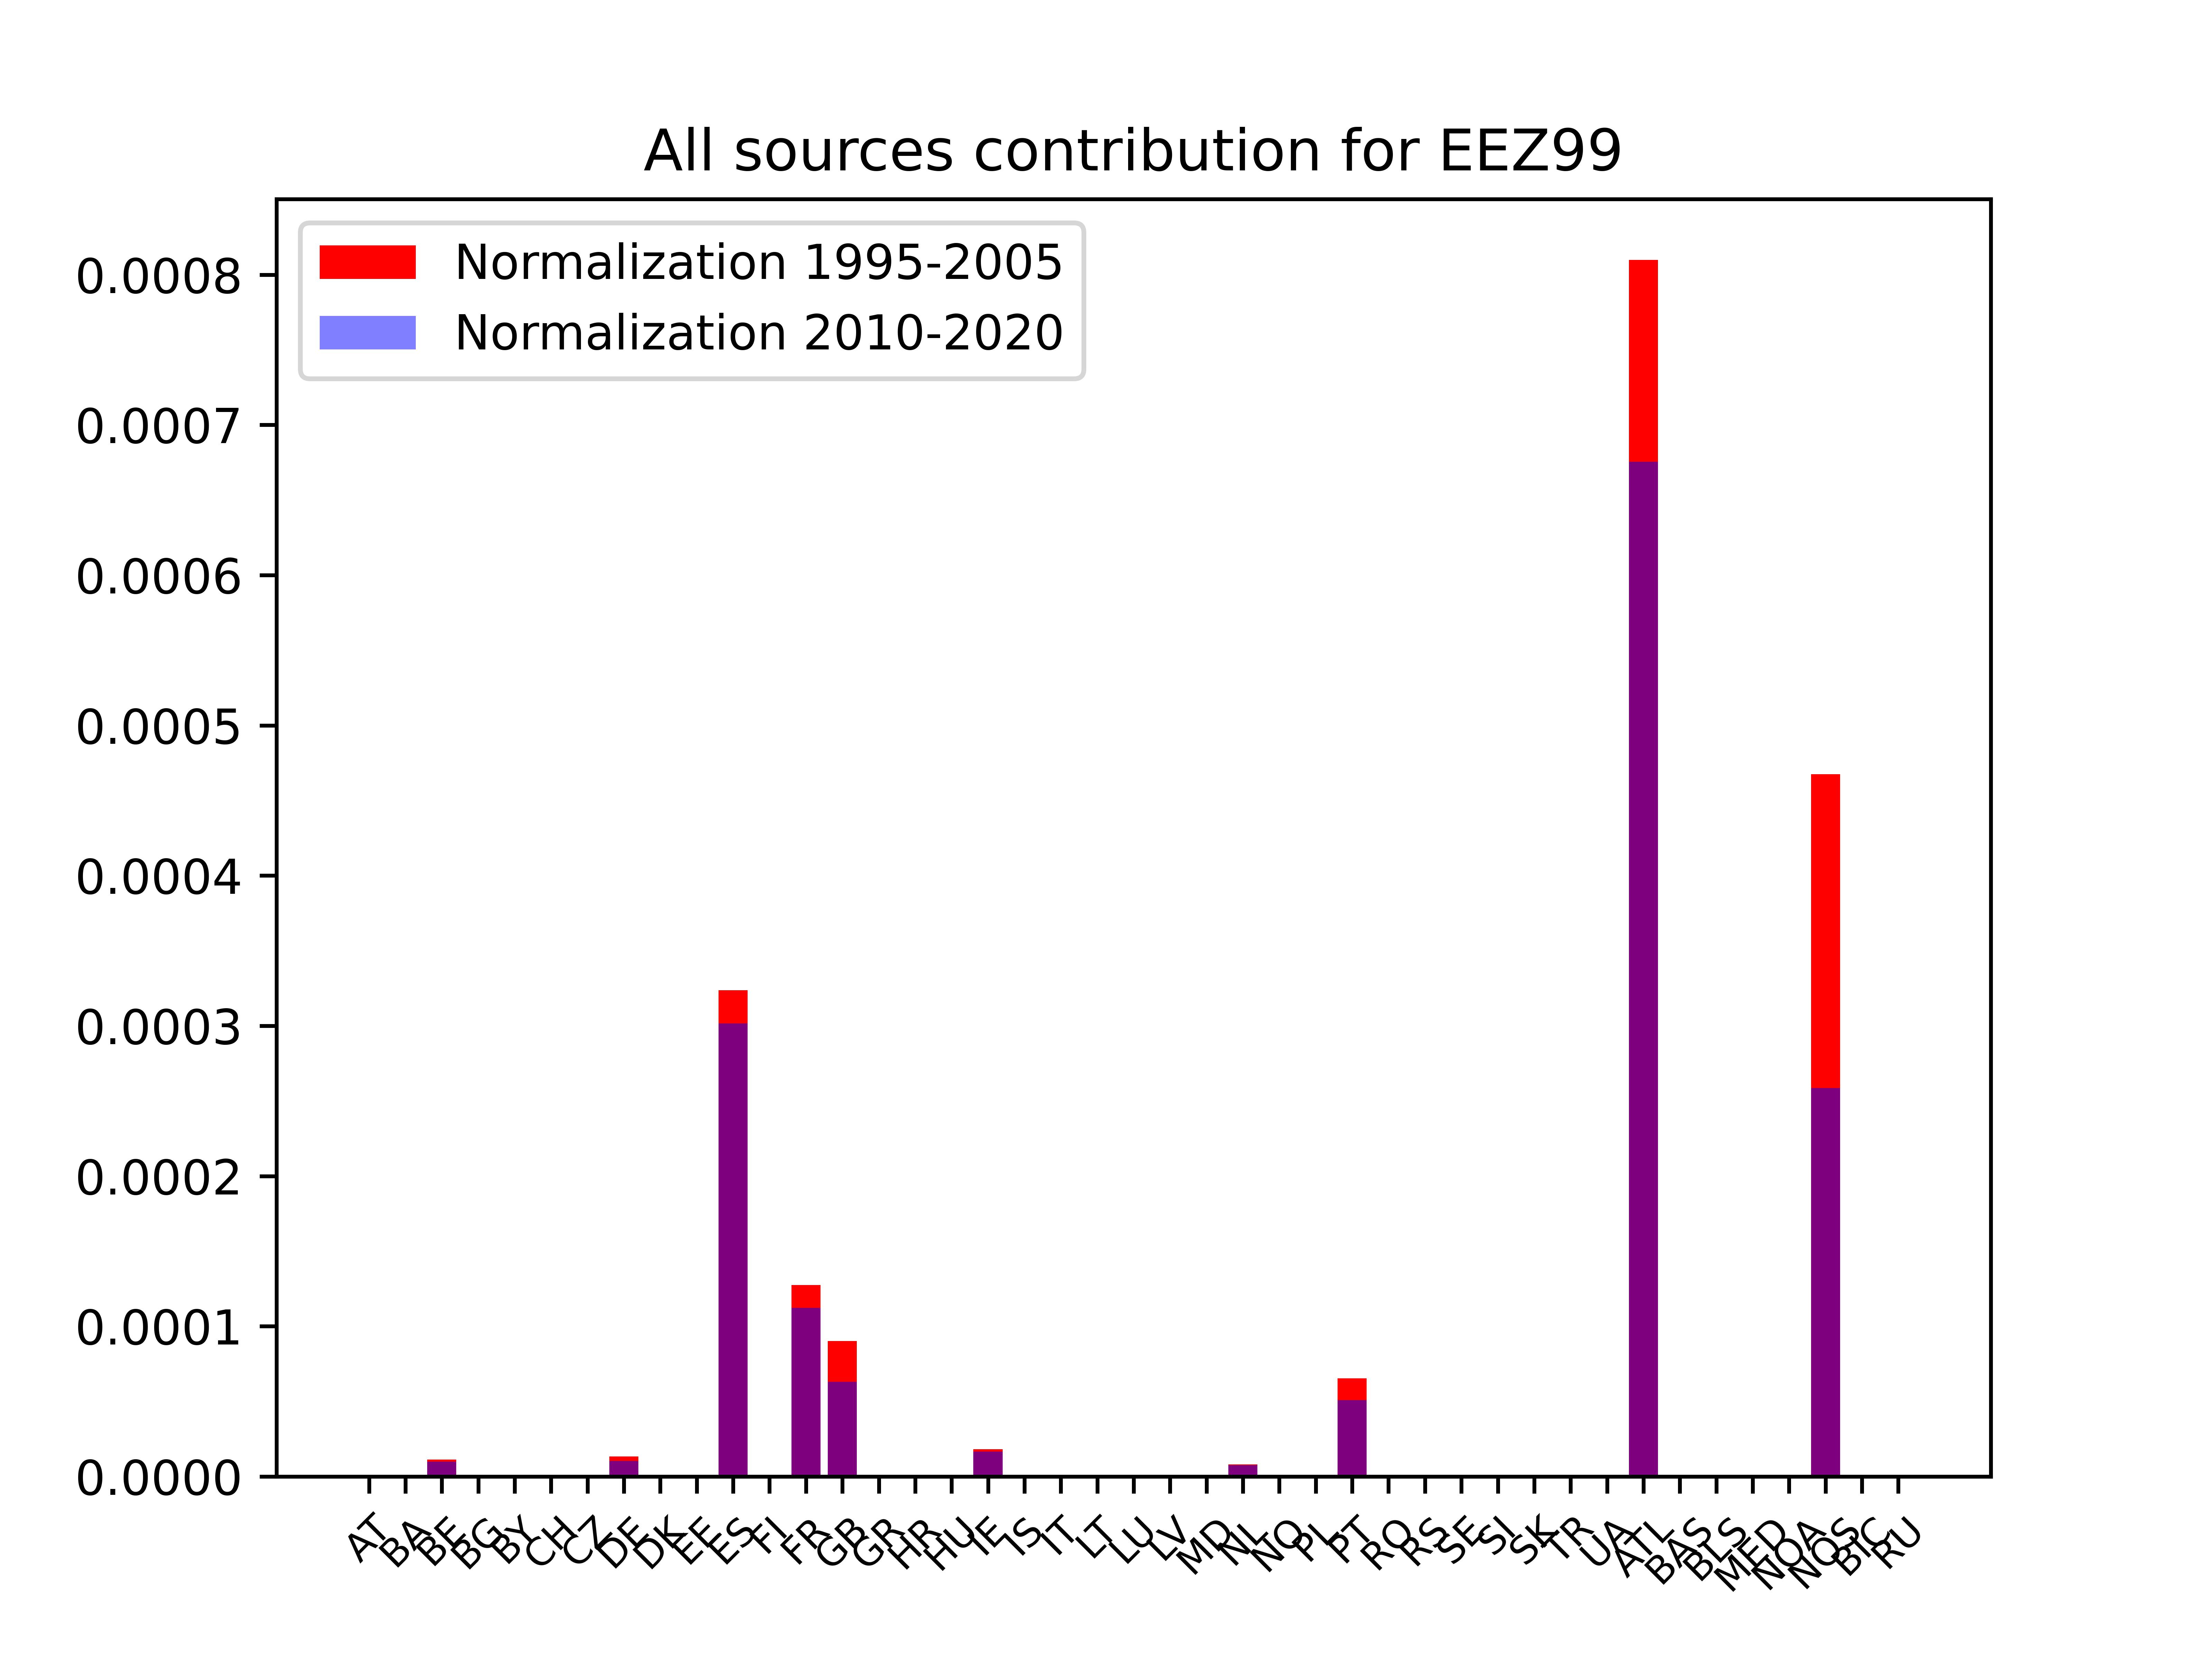 All sources contribution for EEZ99
Normalization 1995-2005
Normalization 2010-2020
0.0008
0.0007
0.0006
0.0005
0.0004
0.0003
0.0002
0.0001
0.0000
AT BA BE BG BY CH CZ DE DK EE ES FI FR GB GR HR HU IE IS IT LT LU LV MD NL NO PL PT RO RS SE SI SK TR UA ATL BAS BLS MED NOA NOS BIC RU